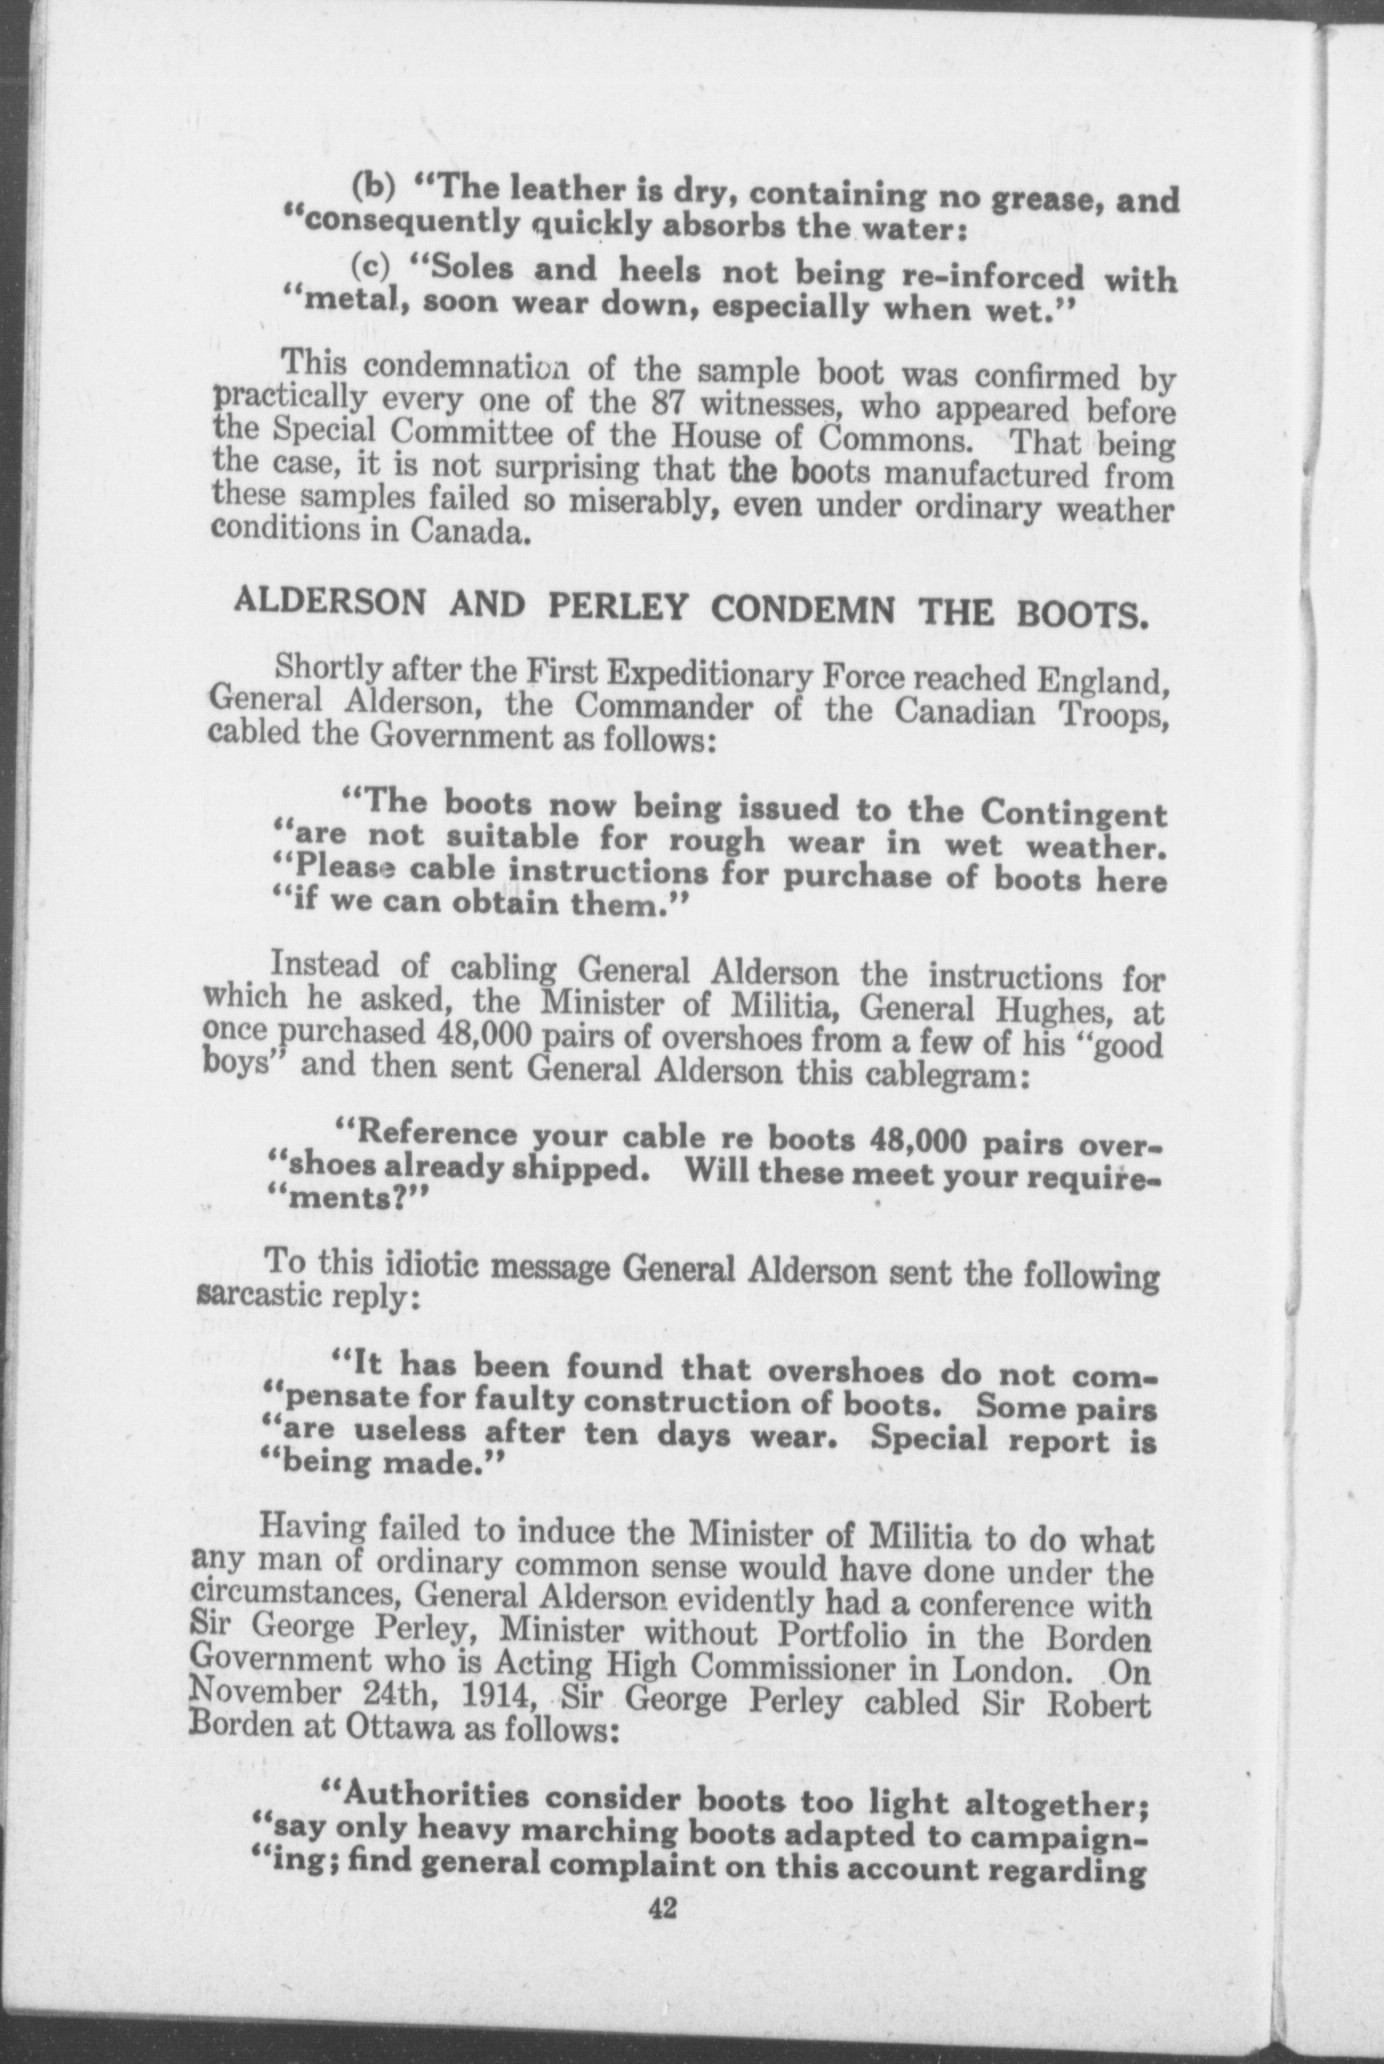 (b) “The leather is dry, containing no grease, and
“consequently quickly absorbs the water:
(c) “Soles and heels not being re-inforced with
“metal, soon wear down, especially when wet.”
This condemnation of the sample boot was confirmed by
practically every one of the 87 witnesses, who appeared before
the Special Committee of the House of Commons. That being
the case, it is not surprising that the boots manufactured from
these samples failed so miserably, even under ordinary weather
conditions in Canada.
ALDERSON AND PERLEY CONDEMN THE BOOTS.
Shortly after the First Expeditionary Force reached England,
General Alderson, the Commander of the Canadian Troops,
cabled the Government as follows:
“The boots now being issued to the Contingent
“are not suitable for rough wear in wet weather.
“Please cable instructions for purchase of boots here
“if we can obtain them.”
Instead of cabling General Alderson the instructions for
which he asked, the Minister of Militia, General Hughes, at
once purchased 48,000 pairs of overshoes from a few of his “good
boys” and then sent General Alderson this cablegram:
“Reference your cable re boots 48,000 pairs over-
“shoes already shipped. Will these meet your require-
“ments?”
To this idiotic message General Alderson sent the following
sarcastic reply:
“It has been found that overshoes do not com-
“pensate for faulty construction of boots. Some pairs
“are useless after ten days wear. Special report is
“being made.”
Having failed to induce the Minister of Militia to do what
any man of ordinary common sense would have done under the
circumstances, General Alderson evidently had a conference with
Sir George Perley, Minister without Portfolio in the Borden
Government who is Acting High Commissioner in London. On
November 24th, 1914, Sir George Perley cabled Sir Robert
Borden at Ottawa as follows:
“Authorities consider boots too light altogether;
“say only heavy marching boots adapted to campaign-
“ing; find general complaint on this account regarding
42